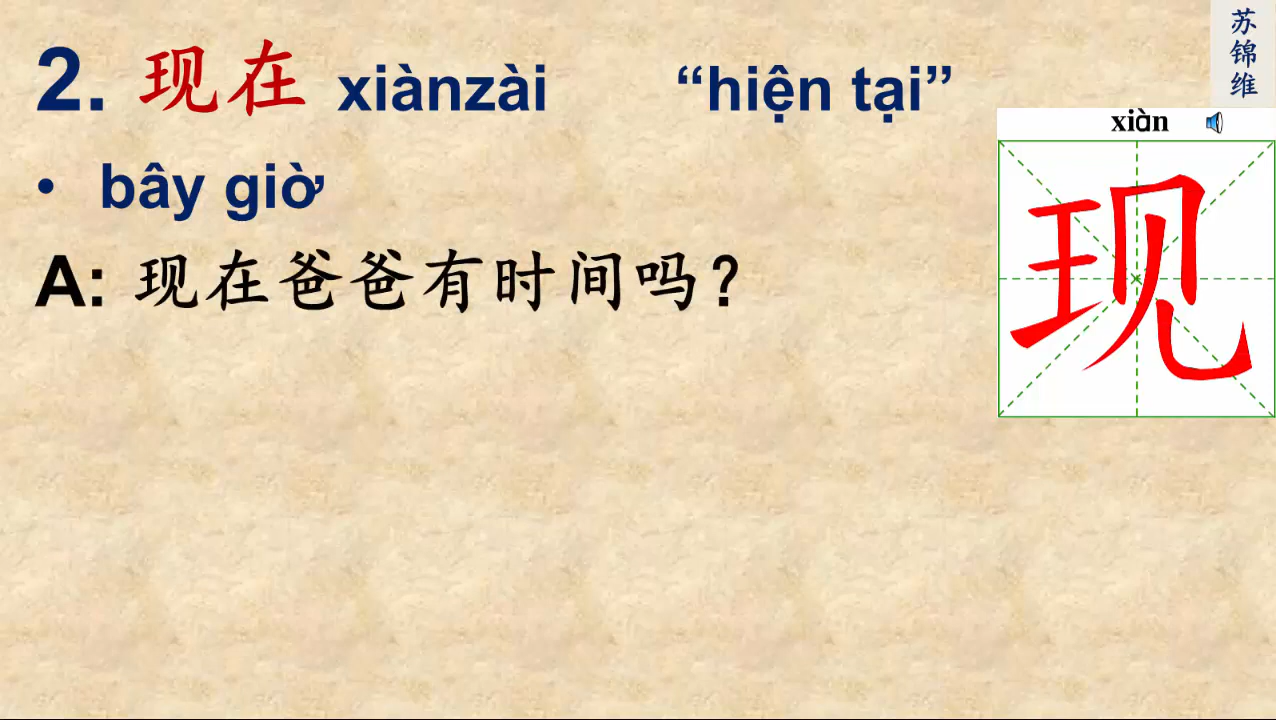 2. 现在 xiànzài “hiện tại”
• bây giờ
A: 现在爸爸有时间吗？
苏锦维
xiàn
现